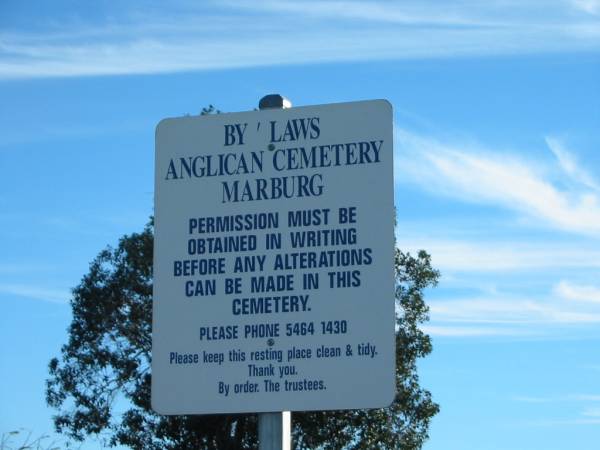 BY ' LAWS
ANGLICAN CEMETERY
MARBURG
PERMISSION MUST BE
OBTAINED IN WRITING
BEFORE ANY ALTERATIONS
CAN BE MADE IN THIS
CEMETERY.
PLEASE PHONE 5464 1430
Please keep this resting place clean & tidy.
Thank you.
By order. The trustees.